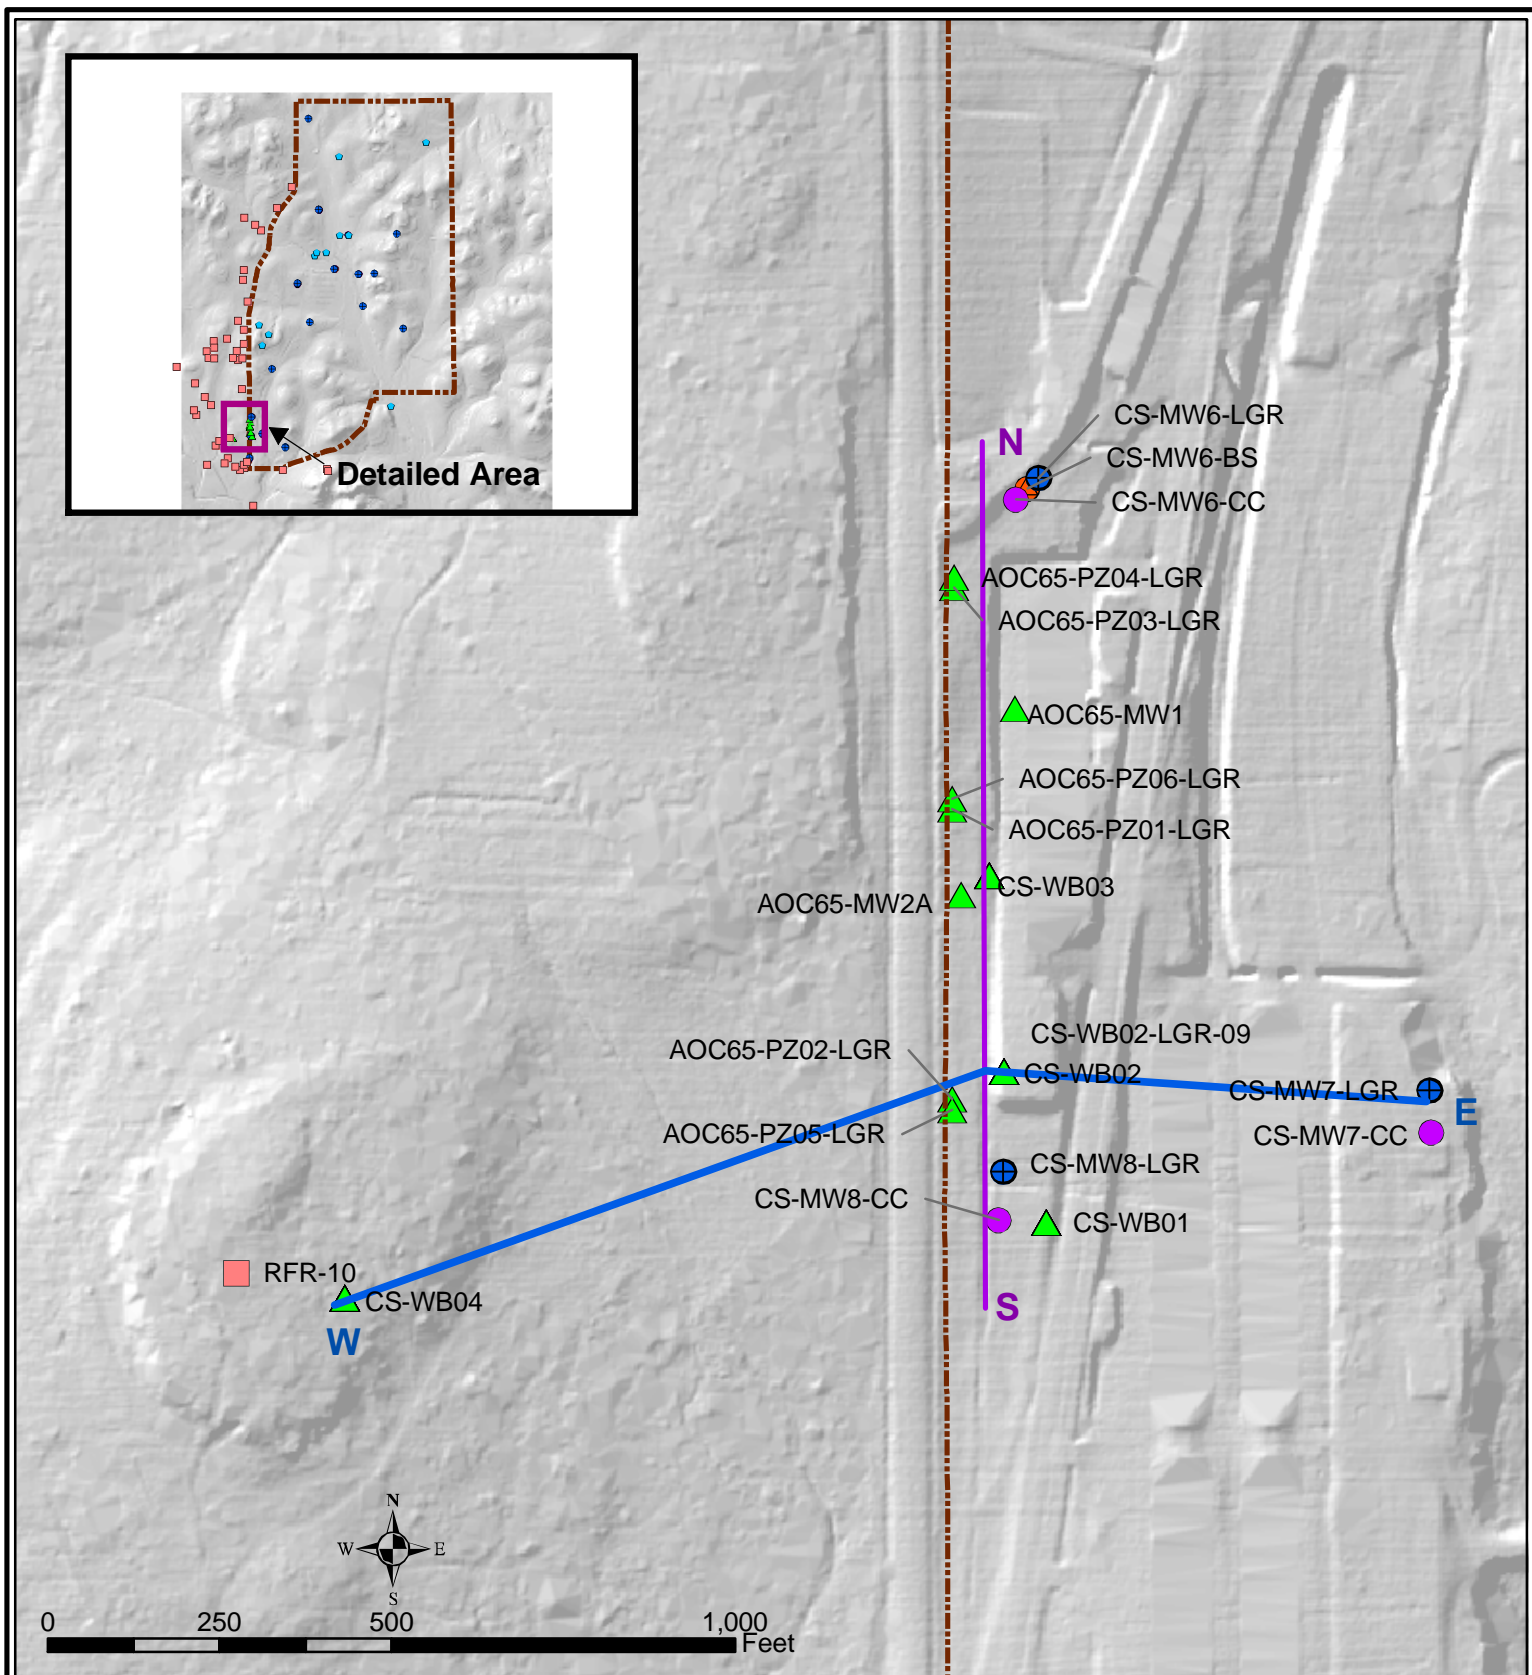 Detailed Area
N
CS-MW6-LGR
CS-MW6-BS
CS-MW6-CC
AOC65-PZ04-LGR
AOC65-PZ03-LGR
AOC65-MW1
AOC65-PZ06-LGR
AOC65-PZ01-LGR
CS-WB03
AOC65-MW2A
CS-WB02-LGR-09
AOC65-PZ02-LGR
CS-WB02
CS-MW7-LGR
E
AOC65-PZ05-LGR
CS-MW7-CC
CS-MW8-LGR
CS-MW8-CC
CS-WB01
RFR-10
CS-WB04
S
W
N
W E
S
0 250 500 1,000
Feet